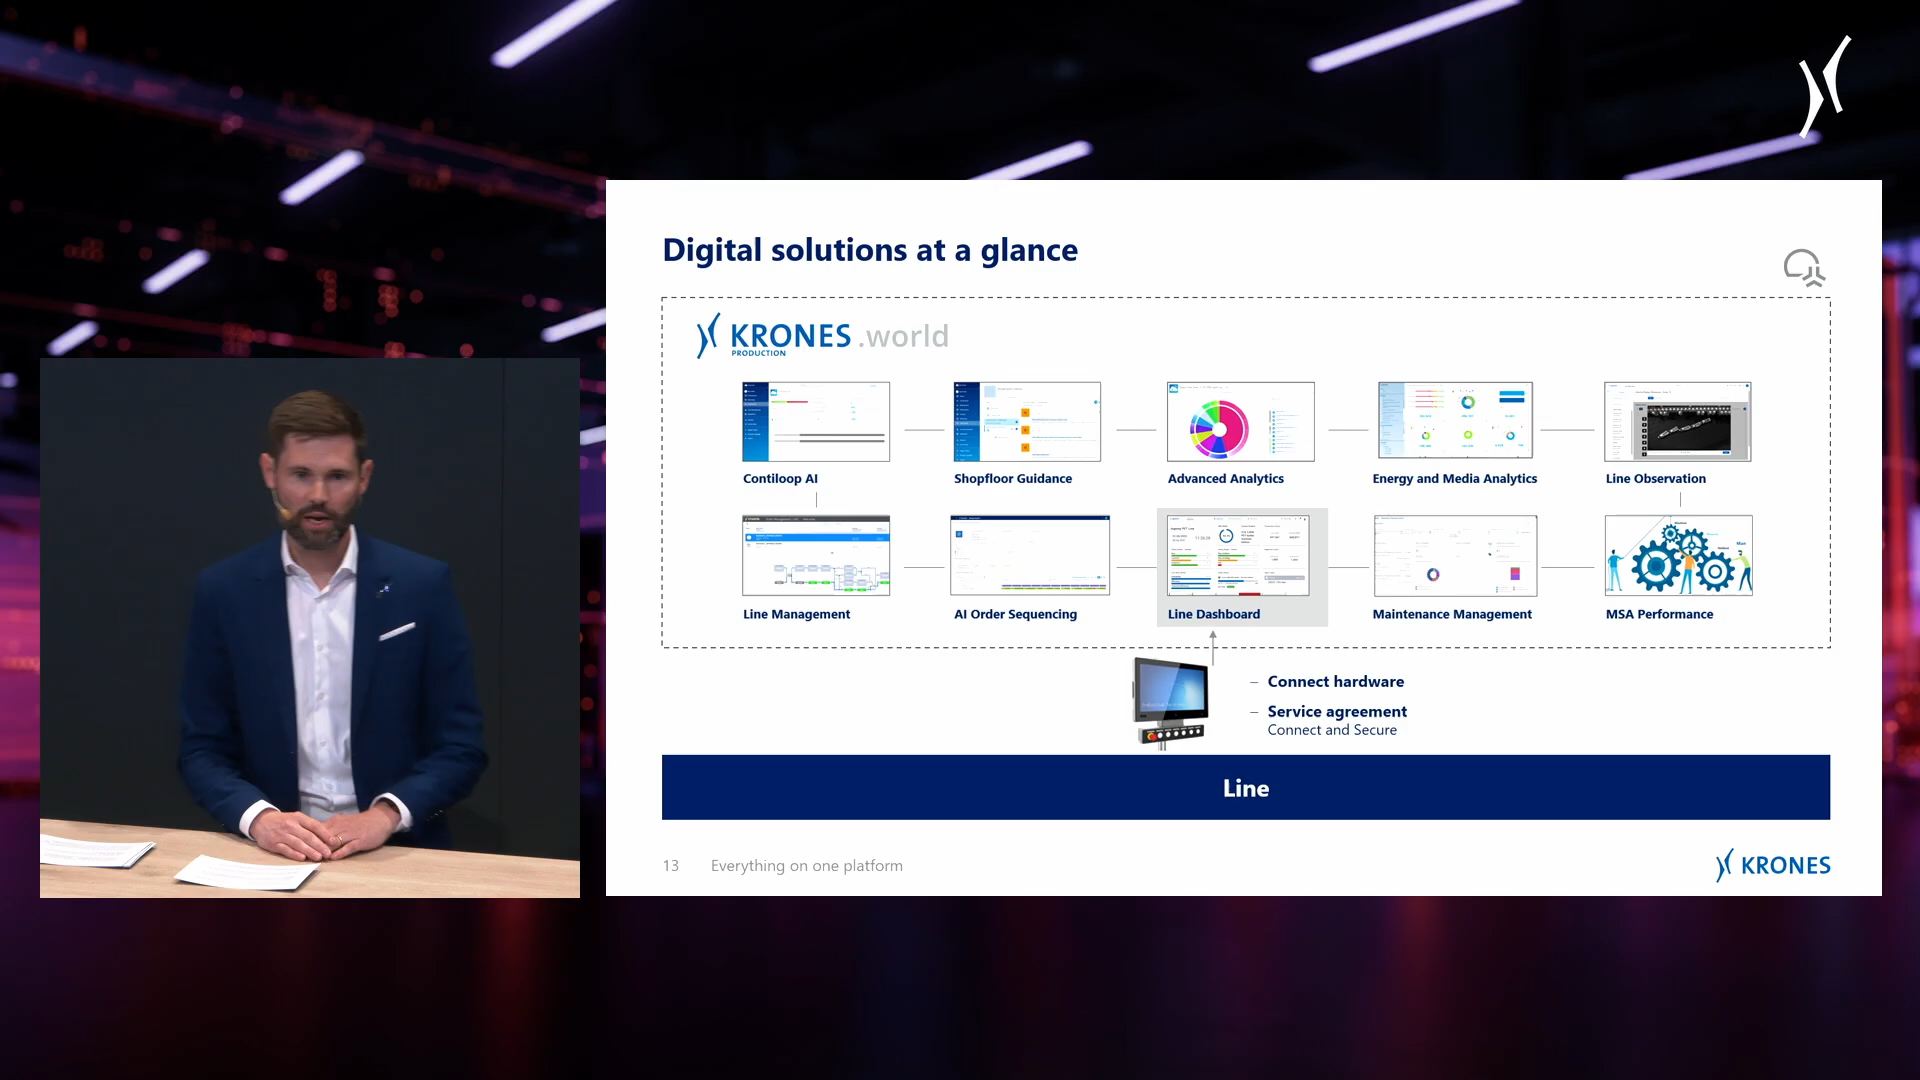 Digital solutions at a glance
KRONES .world
PRODUCTION
Contiloop AI
Shopfloor Guidance
Advanced Analytics
Energy and Media Analytics
Line Observation
Line Management
AI Order Sequencing
Line Dashboard
Maintenance Management
MSA Performance
– Connect hardware
– Service agreement
Connect and Secure
Line
13 Everything on one platform
KRONES